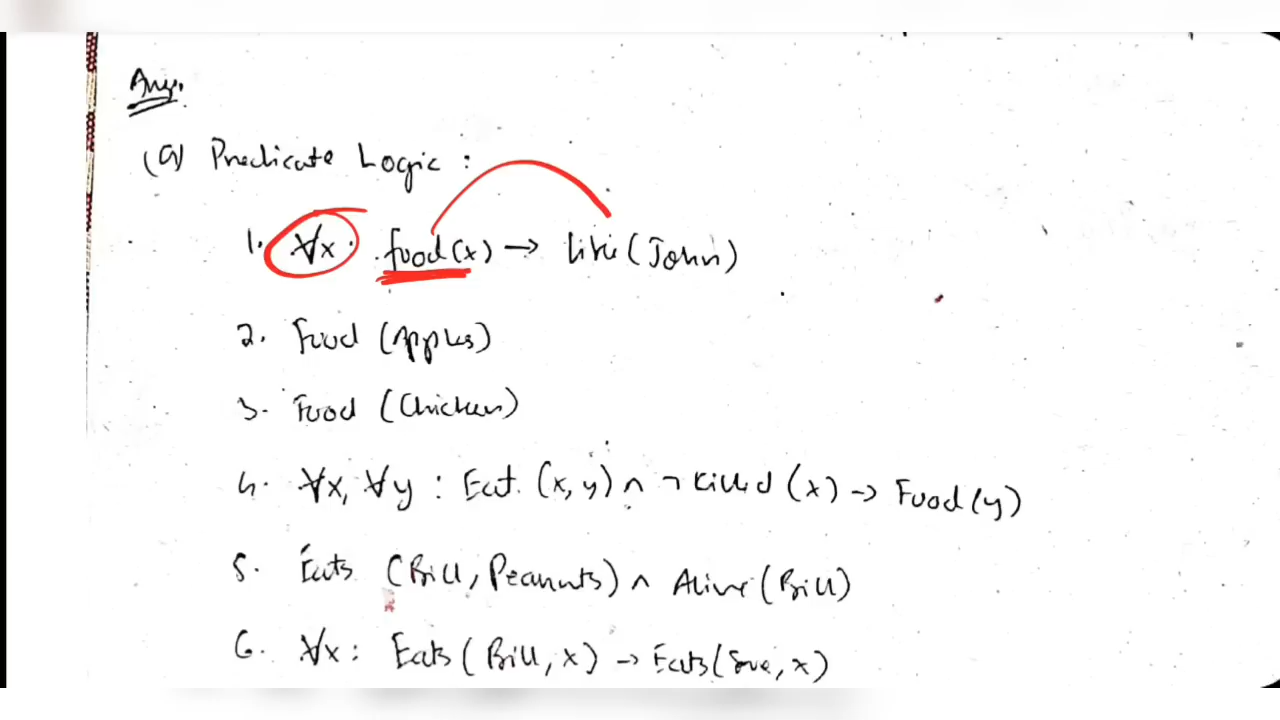 Ans.
(a) Predicate Logic :
1. ∀x. food(x) → like(John)
2. Food (Apples)
3. Food (Chicken)
4. ∀x, ∀y : Eat. (x, y) ∧ ¬ Killed (x) → Food(y)
5. Eats (Bill, Peanuts) ∧ Alive(Bill)
6. ∀x : Eats( Bill, x) → Eats(Sue, x)